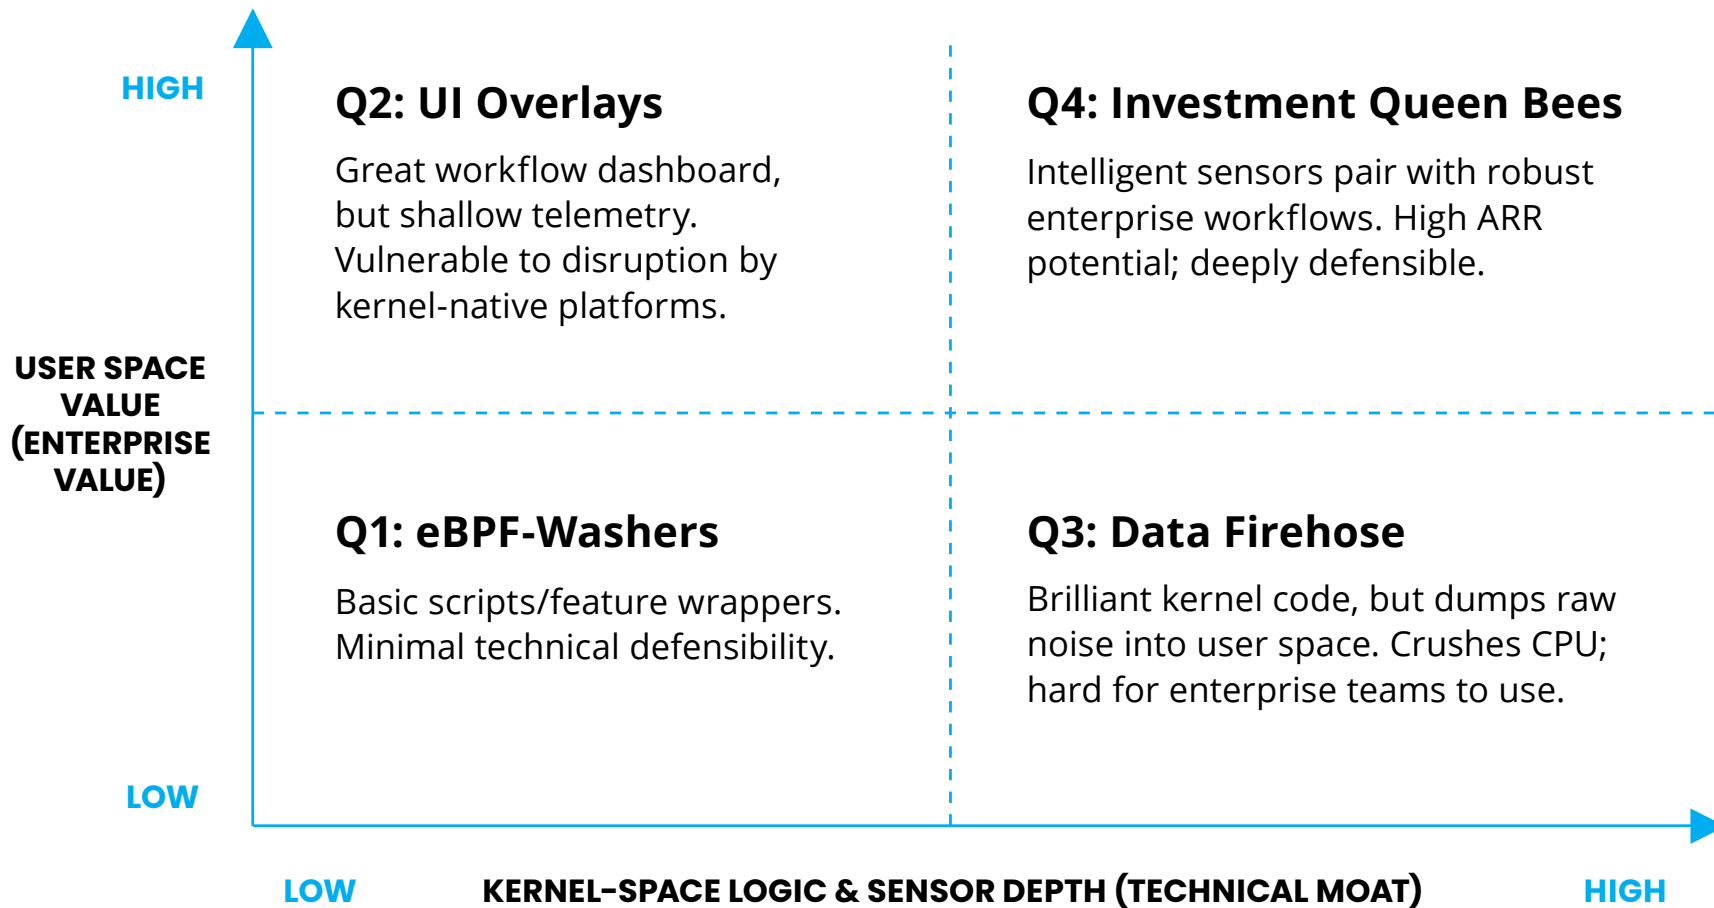 HIGH
Q2: UI Overlays
Great workflow dashboard,
but shallow telemetry.
Vulnerable to disruption by
kernel-native platforms.
Q4: Investment Queen Bees
Intelligent sensors pair with robust
enterprise workflows. High ARR
potential; deeply defensible.
USER SPACE
VALUE
(ENTERPRISE
VALUE)
Q1: eBPF-Washers
Basic scripts/feature wrappers.
Minimal technical defensibility.
Q3: Data Firehose
Brilliant kernel code, but dumps raw
noise into user space. Crushes CPU;
hard for enterprise teams to use.
LOW
LOW
KERNEL-SPACE LOGIC & SENSOR DEPTH (TECHNICAL MOAT)
HIGH